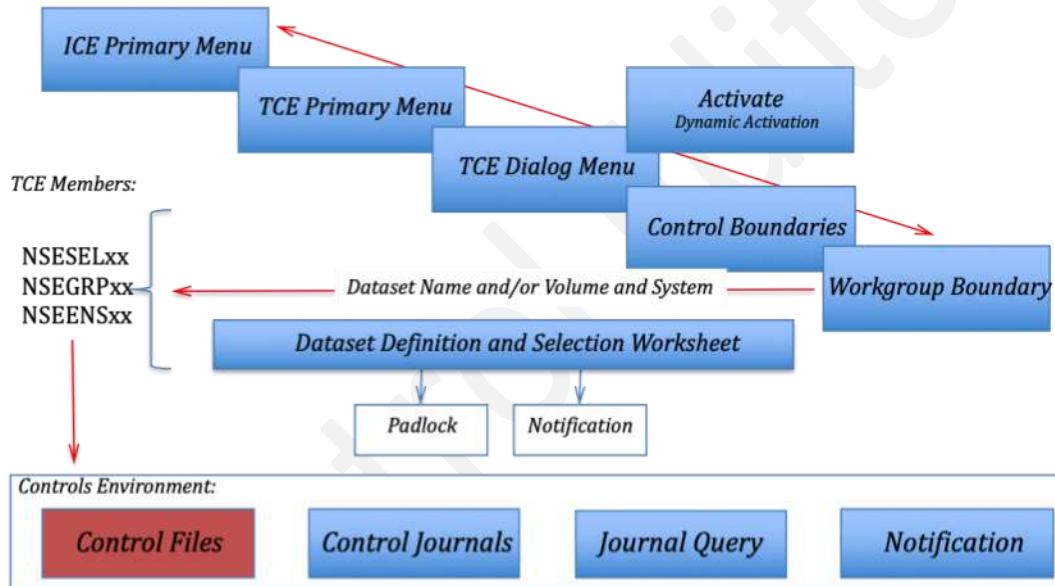 ICE Primary Menu
TCE Primary Menu
Activate
Dynamic Activation
TCE Dialog Menu
TCE Members:
Control Boundaries
NSESELxx
NSEGRPxx
NSEENSxx
Dataset Name and/or Volume and System
Workgroup Boundary
Dataset Definition and Selection Worksheet
Padlock
Notification
Controls Environment:
Control Files
Control Journals
Journal Query
Notification